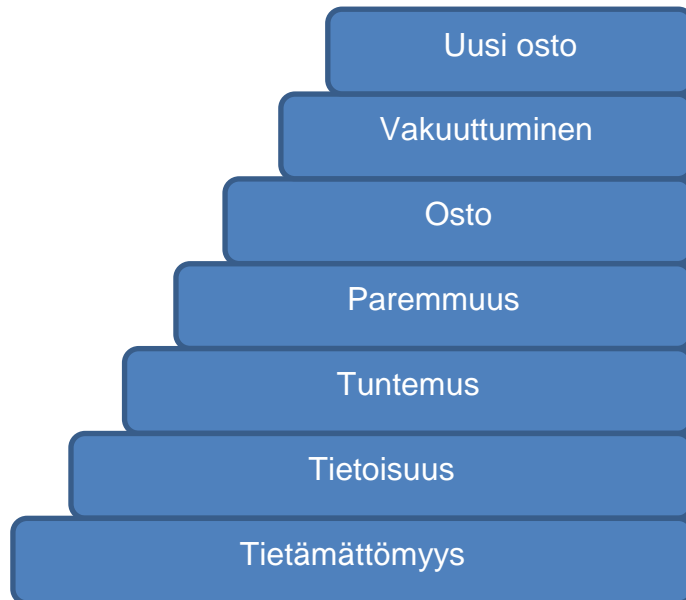 Uusi osto
Vakuuttuminen
Osto
Paremmuus
Tuntemus
Tietoisuus
Tietämättömyys